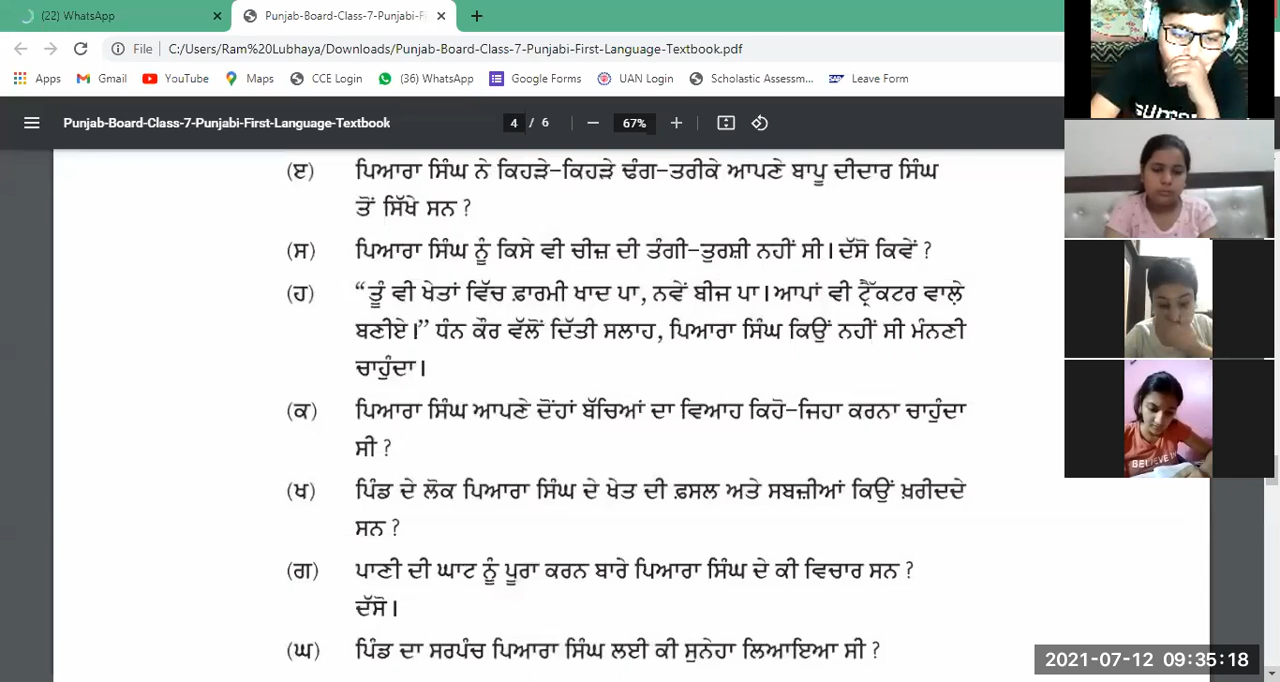 (22) WhatsApp
Punjab-Board-Class-7-Punjabi-Fi
File C:/Users/Ram%20Lubhaya/Downloads/Punjab-Board-Class-7-Punjabi-First-Language-Textbook.pdf
Apps Gmail YouTube Maps CCE Login (36) WhatsApp Google Forms UAN Login Scholastic Assessm... Leave Form
Punjab-Board-Class-7-Punjabi-First-Language-Textbook 4 / 6 67%
(ੲ) ਪਿਆਰਾ ਸਿੰਘ ਨੇ ਕਿਹੜੇ-ਕਿਹੜੇ ਢੰਗ-ਤਰੀਕੇ ਆਪਣੇ ਬਾਪੂ ਦੀਦਾਰ ਸਿੰਘ
ਤੋਂ ਸਿੱਖੇ ਸਨ ?
(ਸ) ਪਿਆਰਾ ਸਿੰਘ ਨੂੰ ਕਿਸੇ ਵੀ ਚੀਜ਼ ਦੀ ਤੰਗੀ-ਤੁਰਸ਼ੀ ਨਹੀਂ ਸੀ। ਦੱਸੋ ਕਿਵੇਂ ?
(ਹ) “ਤੂੰ ਵੀ ਖੇਤਾਂ ਵਿੱਚ ਫ਼ਾਰਮੀ ਖਾਦ ਪਾ, ਨਵੇਂ ਬੀਜ ਪਾ। ਆਪਾਂ ਵੀ ਟ੍ਰੈੱਕਟਰ ਵਾਲ਼ੇ
ਬਣੀਏ।” ਧੰਨ ਕੌਰ ਵੱਲੋਂ ਦਿੱਤੀ ਸਲਾਹ, ਪਿਆਰਾ ਸਿੰਘ ਕਿਉਂ ਨਹੀਂ ਸੀ ਮੰਨਣੀ
ਚਾਹੁੰਦਾ।
(ਕ) ਪਿਆਰਾ ਸਿੰਘ ਆਪਣੇ ਦੋਂਹਾਂ ਬੱਚਿਆਂ ਦਾ ਵਿਆਹ ਕਿਹੋ-ਜਿਹਾ ਕਰਨਾ ਚਾਹੁੰਦਾ
ਸੀ ?
(ਖ) ਪਿੰਡ ਦੇ ਲੋਕ ਪਿਆਰਾ ਸਿੰਘ ਦੇ ਖੇਤ ਦੀ ਫ਼ਸਲ ਅਤੇ ਸਬਜ਼ੀਆਂ ਕਿਉਂ ਖ਼ਰੀਦਦੇ
ਸਨ ?
(ਗ) ਪਾਣੀ ਦੀ ਘਾਟ ਨੂੰ ਪੂਰਾ ਕਰਨ ਬਾਰੇ ਪਿਆਰਾ ਸਿੰਘ ਦੇ ਕੀ ਵਿਚਾਰ ਸਨ ?
ਦੱਸੋ।
(ਘ) ਪਿੰਡ ਦਾ ਸਰਪੰਚ ਪਿਆਰਾ ਸਿੰਘ ਲਈ ਕੀ ਸੁਨੇਹਾ ਲਿਆਇਆ ਸੀ ?
BELIEVE
2021-07-12 09:35:18